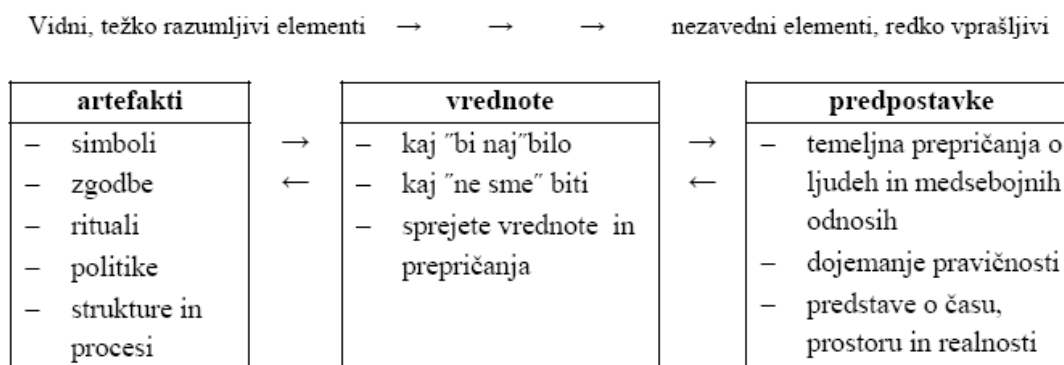 Vidni, težko razumljivi elementi → → → nezavedni elementi, redko vprašljivi
artefakti
– simboli
– zgodbe
– rituali
– politike
– strukture in
procesi
→
←
vrednote
– kaj ˝bi naj˝bilo
– kaj ˝ne sme˝ biti
– sprejete vrednote in
prepričanja
→
←
predpostavke
– temeljna prepričanja o
ljudeh in medsebojnih
odnosih
– dojemanje pravičnosti
– predstave o času,
prostoru in realnosti